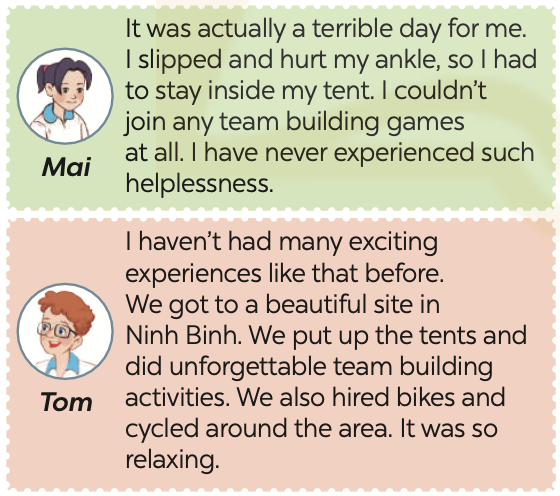 It was actually a terrible day for me.
I slipped and hurt my ankle, so I had
to stay inside my tent. I couldn't
join any team building games
at all. I have never experienced such
helplessness.
Mai
I haven't had many exciting
experiences like that before.
We got to a beautiful site in
Ninh Binh. We put up the tents and
did unforgettable team building
activities. We also hired bikes and
cycled around the area. It was so
relaxing.
Tom